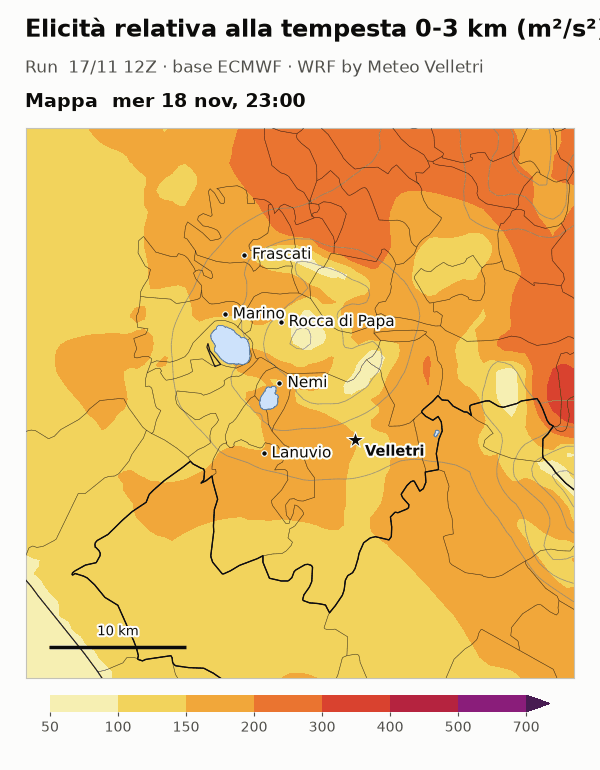 Elicità relativa alla tempesta 0-3 km (m²/s²)
Run  17/11 12Z · base ECMWF · WRF by Meteo Velletri
Mappa  mer 18 nov, 23:00
Frascati
Marino
Rocca di Papa
Nemi
Velletri
Lanuvio
10 km
50 100 150 200 300 400 500 700